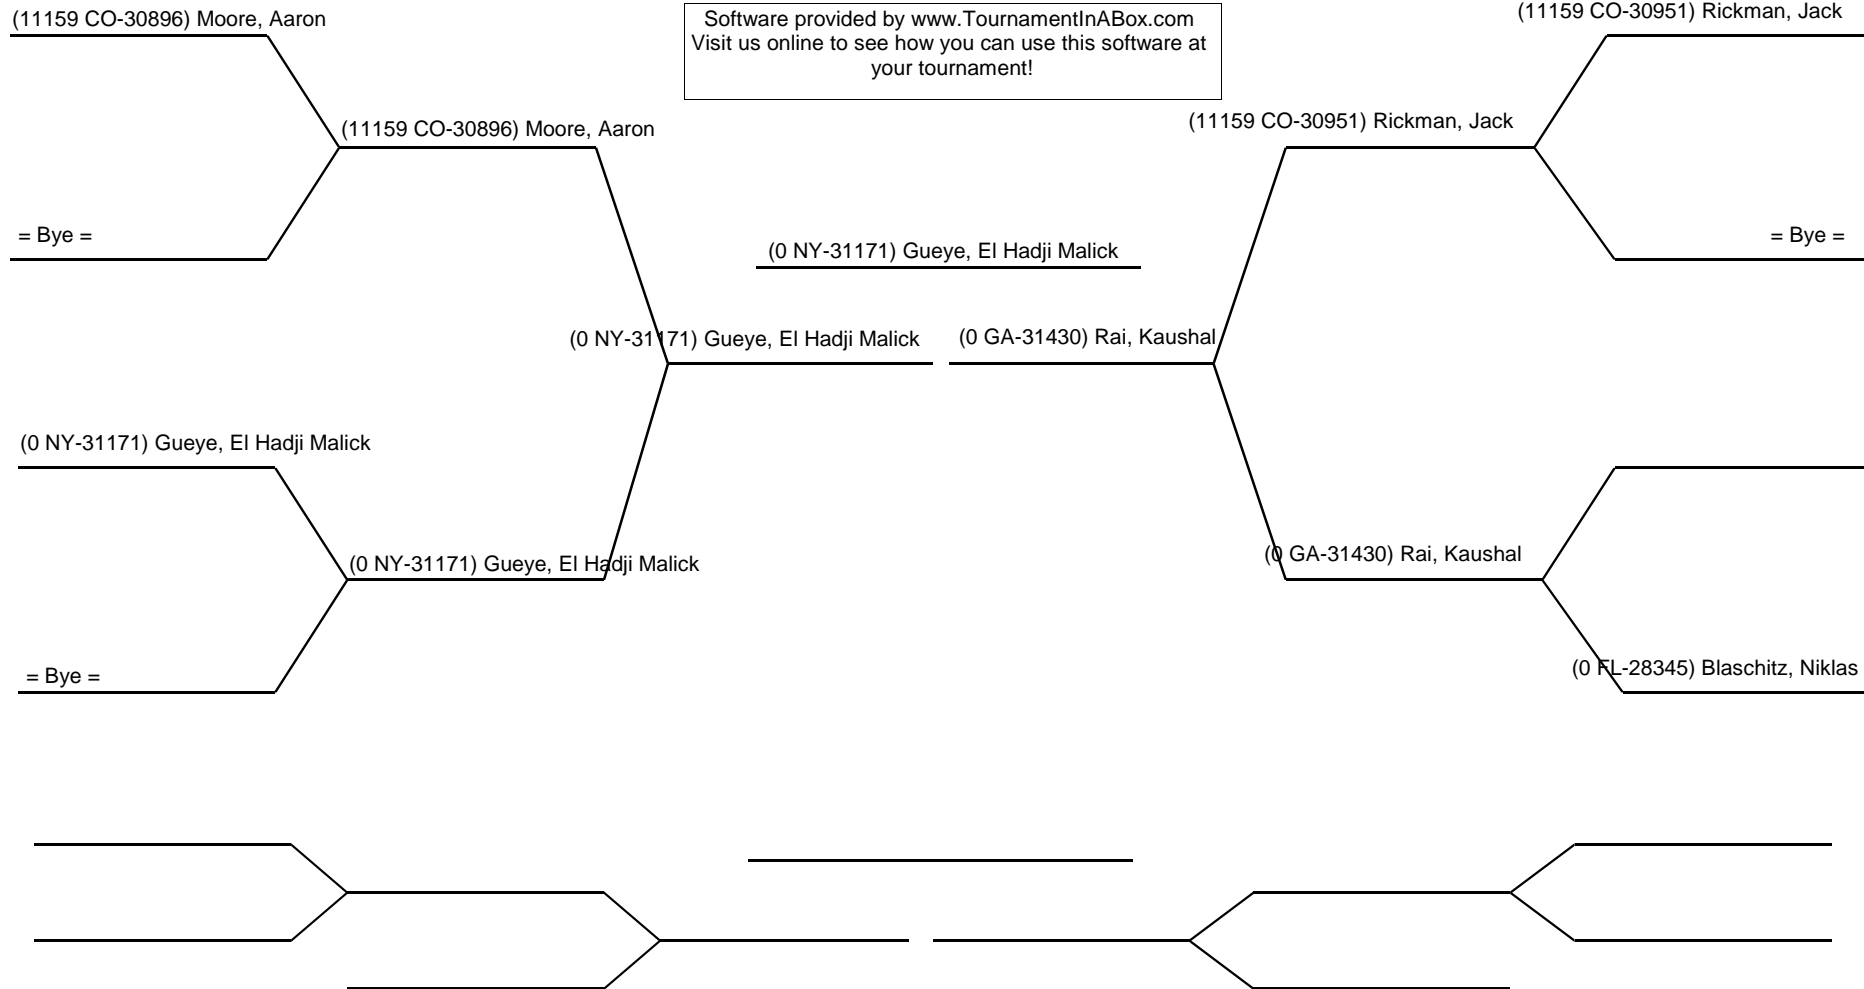 (11159 CO-30896) Moore, Aaron
Software provided by www.TournamentInABox.com
Visit us online to see how you can use this software at
your tournament!
(11159 CO-30951) Rickman, Jack
(11159 CO-30896) Moore, Aaron
(11159 CO-30951) Rickman, Jack
= Bye =
(0 NY-31171) Gueye, El Hadji Malick
= Bye =
(0 NY-31171) Gueye, El Hadji Malick
(0 GA-31430) Rai, Kaushal
(0 NY-31171) Gueye, El Hadji Malick
(0 NY-31171) Gueye, El Hadji Malick
(0 GA-31430) Rai, Kaushal
= Bye =
(0 FL-28345) Blaschitz, Niklas